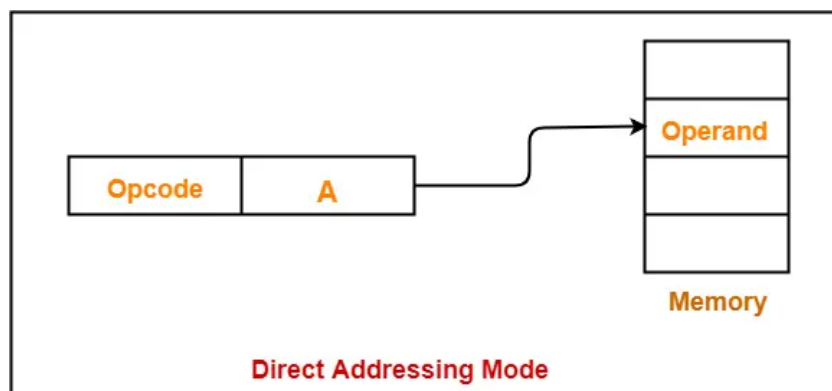 Opcode
A
Operand
Memory
Direct Addressing Mode